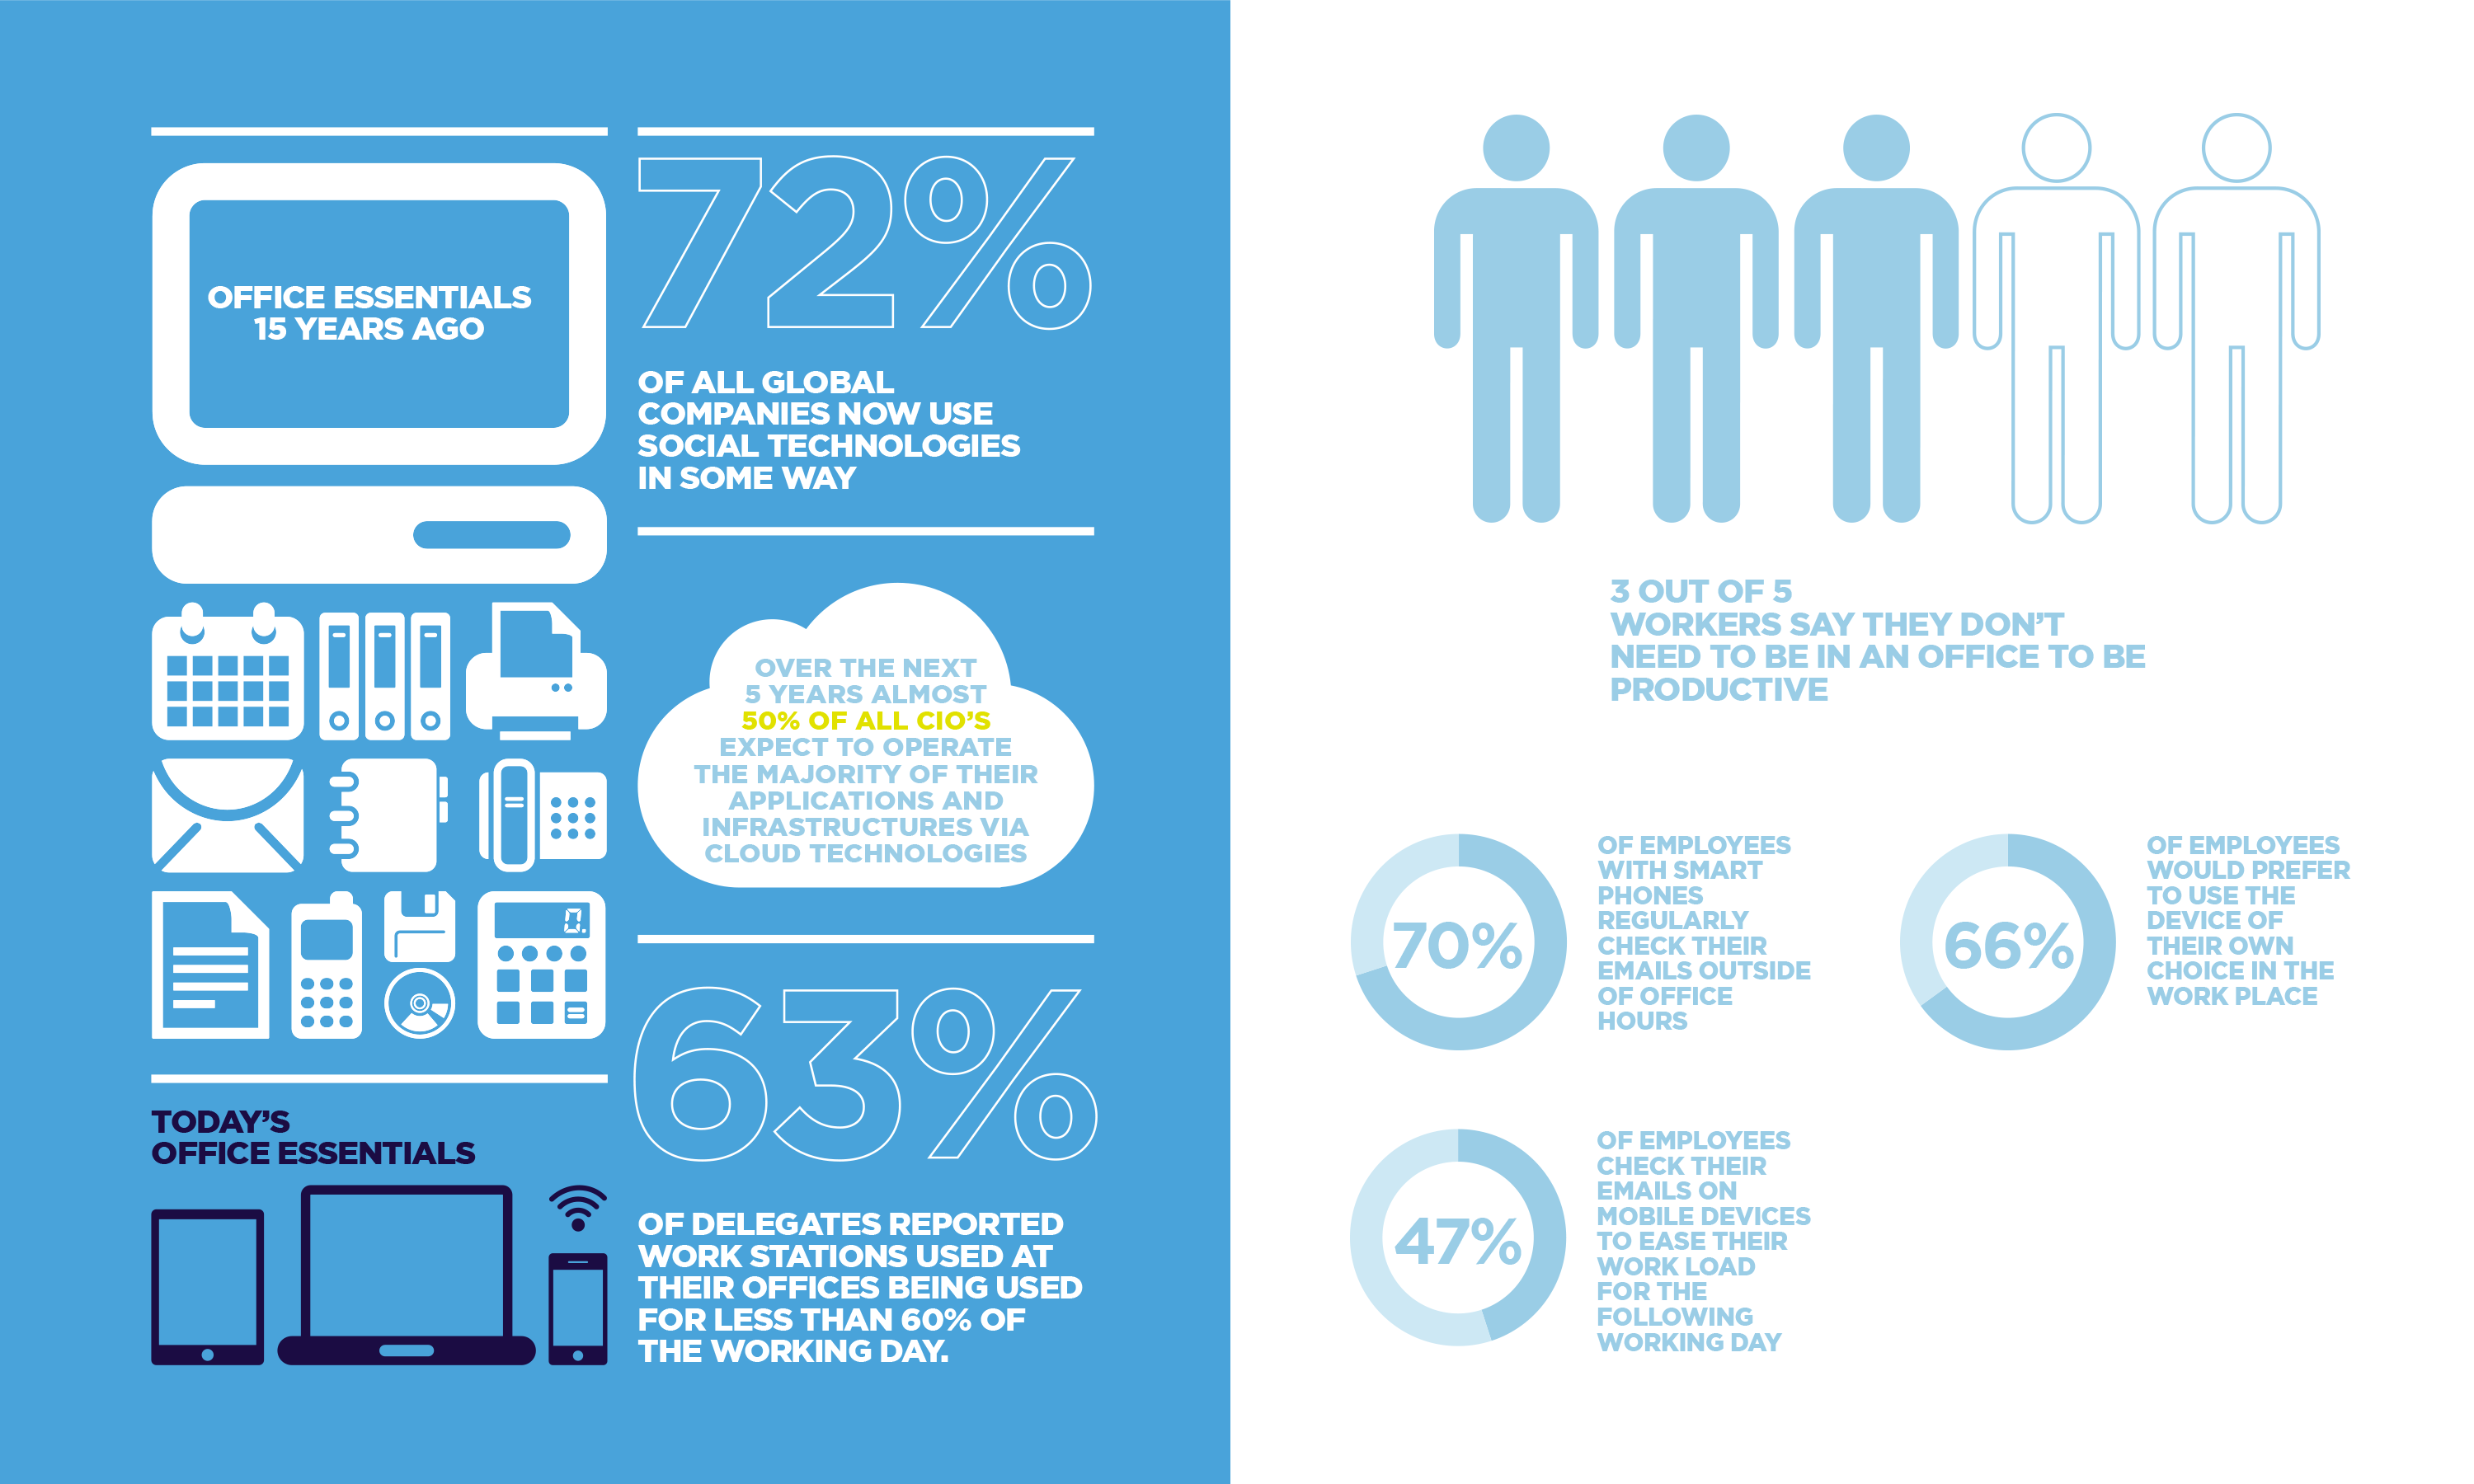 OFFICE ESSENTIALS
15 YEARS AGO
0.
TODAY'S
OFFICE ESSENTIALS
72%
OF ALL GLOBAL
COMPANIES NOW USE
SOCIAL TECHNOLOGIES
IN SOME WAY
OVER THE NEXT
5 YEARS ALMOST
50% OF ALL CIO'S
EXPECT TO OPERATE
THE MAJORITY OF THEIR
APPLICATIONS AND
INFRASTRUCTURES VIA
CLOUD TECHNOLOGIES
63%
OF DELEGATES REPORTED
WORK STATIONS USED AT
THEIR OFFICES BEING USED
FOR LESS THAN 60% OF
THE WORKING DAY.
3 OUT OF 5
WORKERS SAY THEY DON'T
NEED TO BE IN AN OFFICE TO BE
PRODUCTIVE
70%
OF EMPLOYEES
WITH SMART
PHONES
REGULARLY
CHECK THEIR
EMAILS OUTSIDE
OF OFFICE
HOURS
66%
OF EMPLOYEES
WOULD PREFER
TO USE THE
DEVICE OF
THEIR OWN
CHOICE IN THE
WORK PLACE
47%
OF EMPLOYEES
CHECK THEIR
EMAILS ON
MOBILE DEVICES
TO EASE THEIR
WORK LOAD
FOR THE
FOLLOWING
WORKING DAY